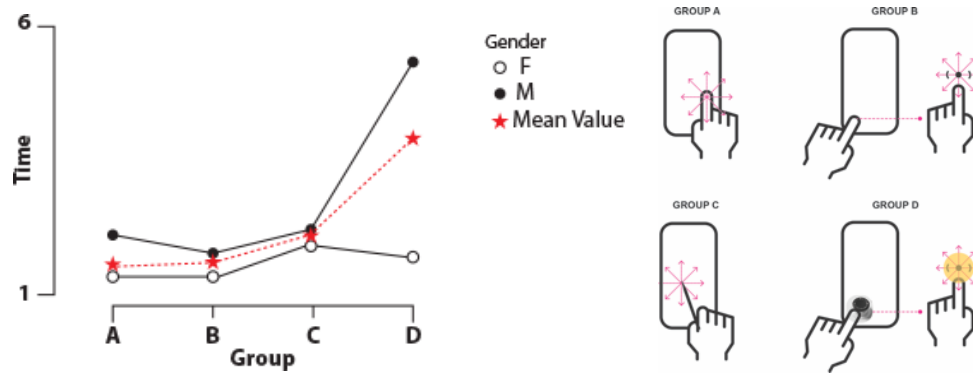 6
Time
1
A B C D
Group
Gender
F
M
Mean Value
GROUP A
GROUP B
GROUP C
GROUP D